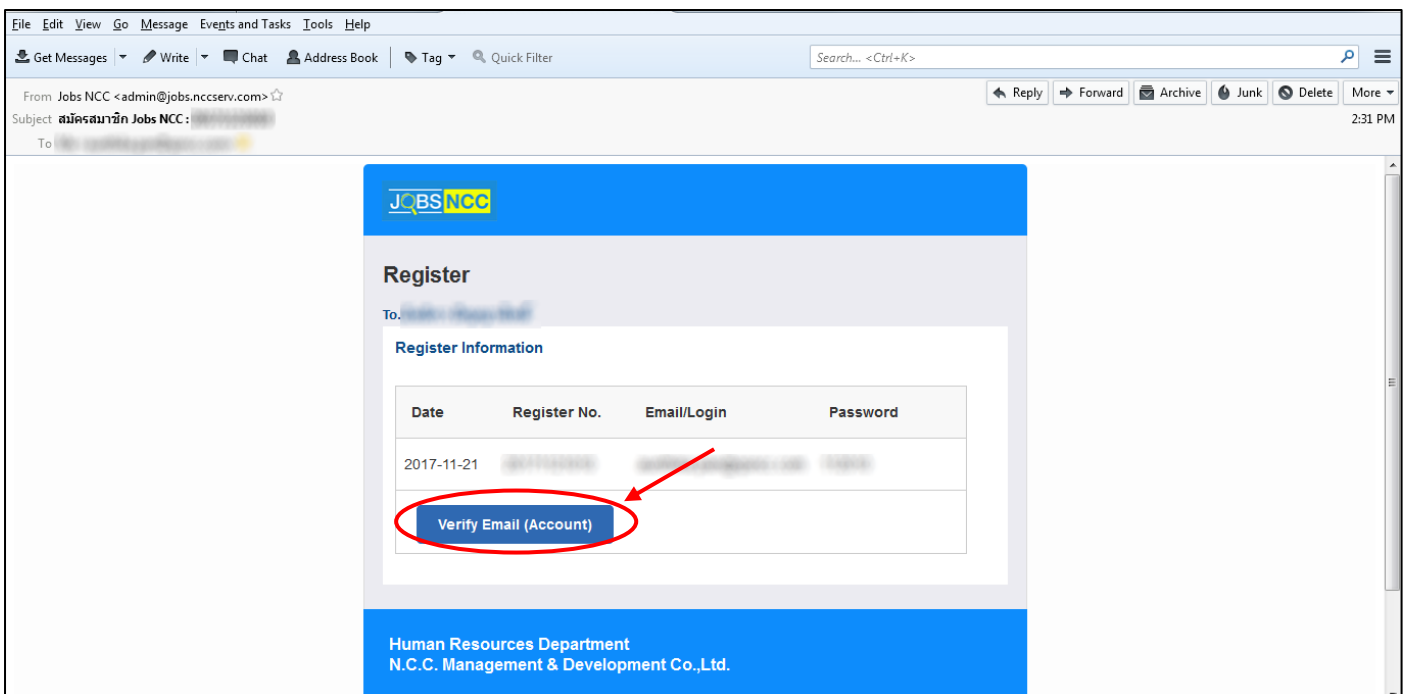 File Edit View Go Message Events and Tasks Tools Help
Get Messages Write Chat Address Book Tag Quick Filter Search... <Ctrl+K>
From Jobs NCC <admin@jobs.nccserv.com> Reply Forward Archive Junk Delete More
Subject สมัครสมาชิก Jobs NCC : 2:31 PM
To
JOBS NCC
Register
To.
Register Information
Date Register No. Email/Login Password
2017-11-21
Verify Email (Account)
Human Resources Department
N.C.C. Management & Development Co.,Ltd.